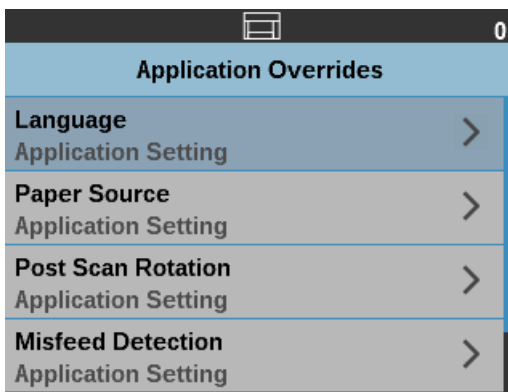 0
Application Overrides
Language
Application Setting
Paper Source
Application Setting
Post Scan Rotation
Application Setting
Misfeed Detection
Application Setting